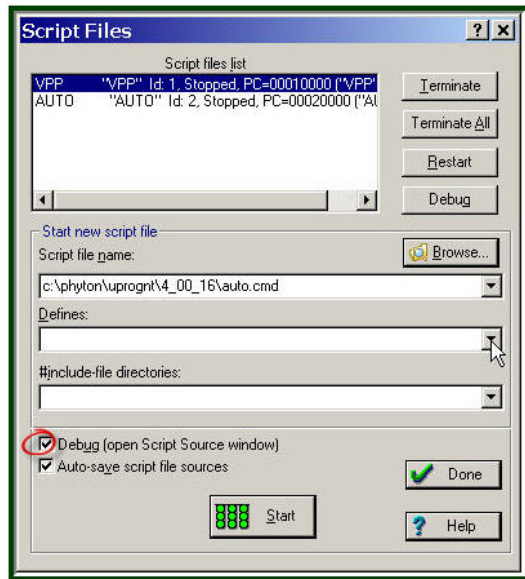 Script Files
Script files list
VPP "VPP" Id: 1, Stopped, PC=00010000 ("VPP'
AUTO "AUTO" Id: 2, Stopped, PC=00020000 ("AU
Terminate
Terminate All
Restart
Debug
Start new script file
Script file name:
Browse...
c:\phyton\uprognt\4_00_16\auto.cmd
Defines:
#include-file directories:
Debug (open Script Source window)
Auto-save script file sources
Done
Start
Help